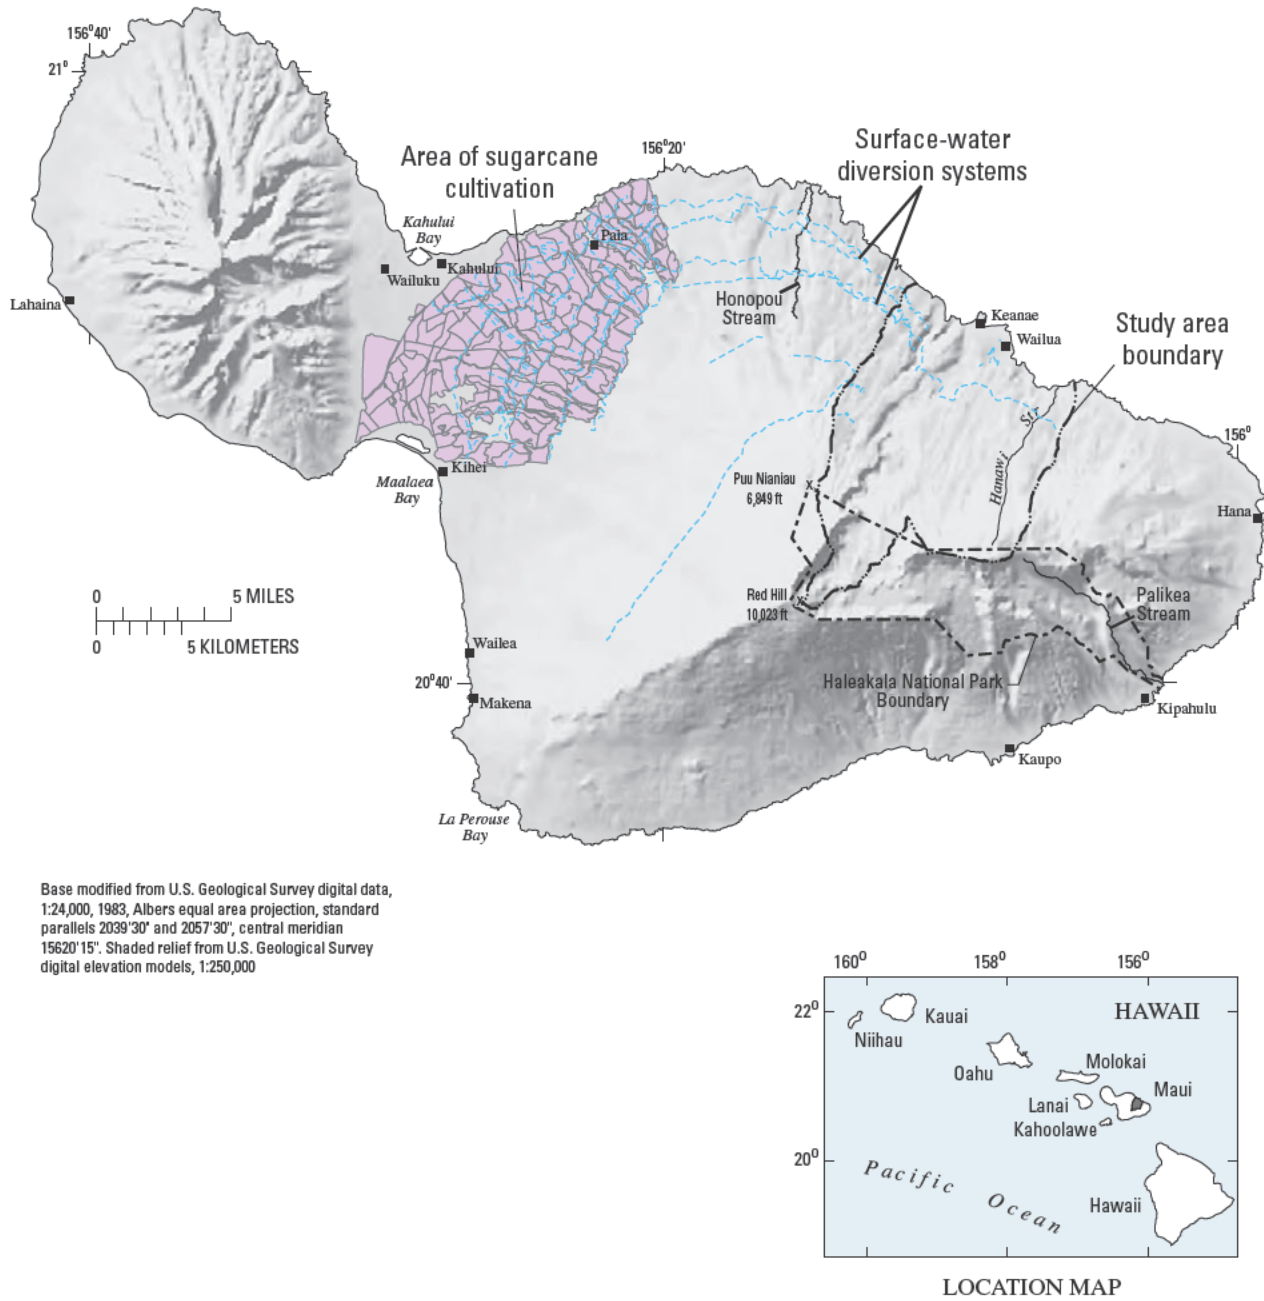 156°40'
21°
Area of sugarcane
cultivation
156°20'
Surface-water
diversion systems
Kahului
Bay
Paia
Wailuku
Kahului
Lahaina
Honopou
Stream
Keanae
Wailua
Study area
boundary
Str
Hanawi
156°
Hana
Maalaea
Bay
Kihei
Puu Nianiau
6,849 ft
x
0 5 MILES
0 5 KILOMETERS
Red Hill
10,023 ft
x
Palikea
Stream
Wailea
20°40'
Makena
Haleakala National Park
Boundary
Kipahulu
Kaupo
La Perouse
Bay
Base modified from U.S. Geological Survey digital data,
1:24,000, 1983, Albers equal area projection, standard
parallels 2039'30" and 2057'30", central meridian
15620'15". Shaded relief from U.S. Geological Survey
digital elevation models, 1:250,000
160° 158° 156°
22°
HAWAII
Kauai
Niihau
Oahu
Molokai
Maui
Lanai
Kahoolawe
20°
Pacific Ocean
Hawaii
LOCATION MAP